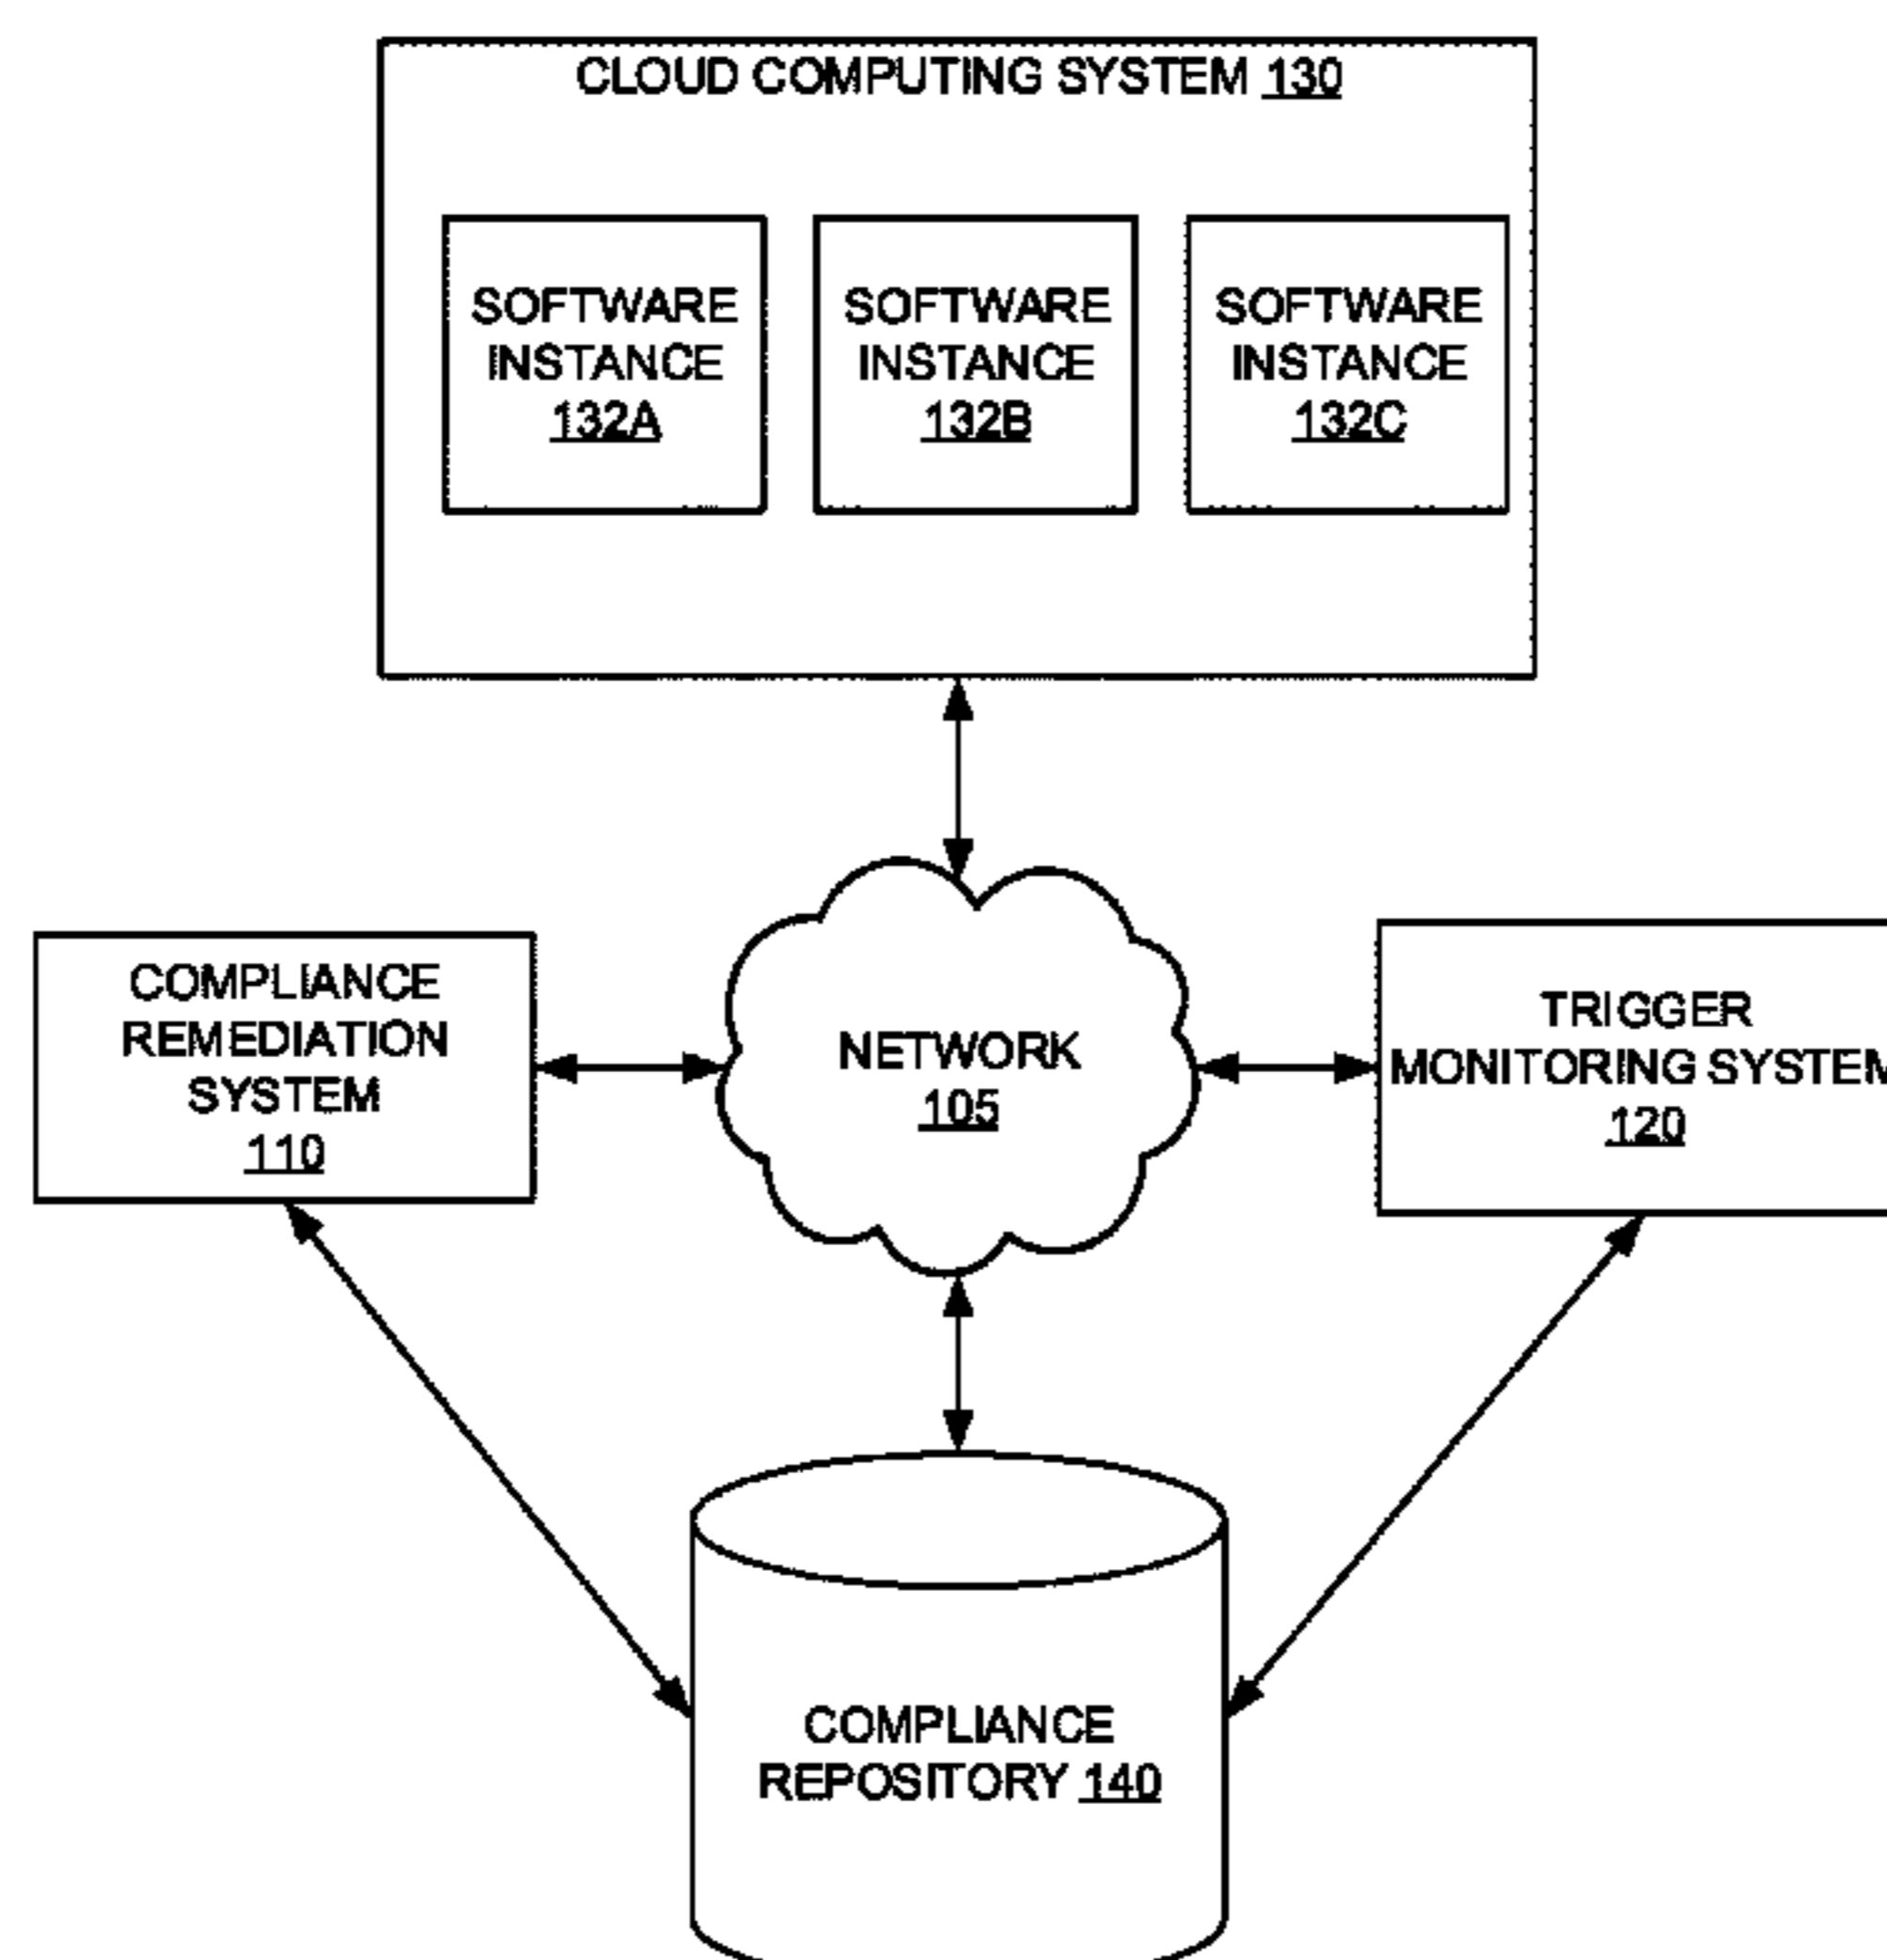 CLOUD COMPUTING SYSTEM 130
SOFTWARE
INSTANCE
132A
SOFTWARE
INSTANCE
132B
SOFTWARE
INSTANCE
132C
COMPLIANCE
REMEDIATION
SYSTEM
110
NETWORK
105
TRIGGER
MONITORING SYSTEM
120
COMPLIANCE
REPOSITORY 140